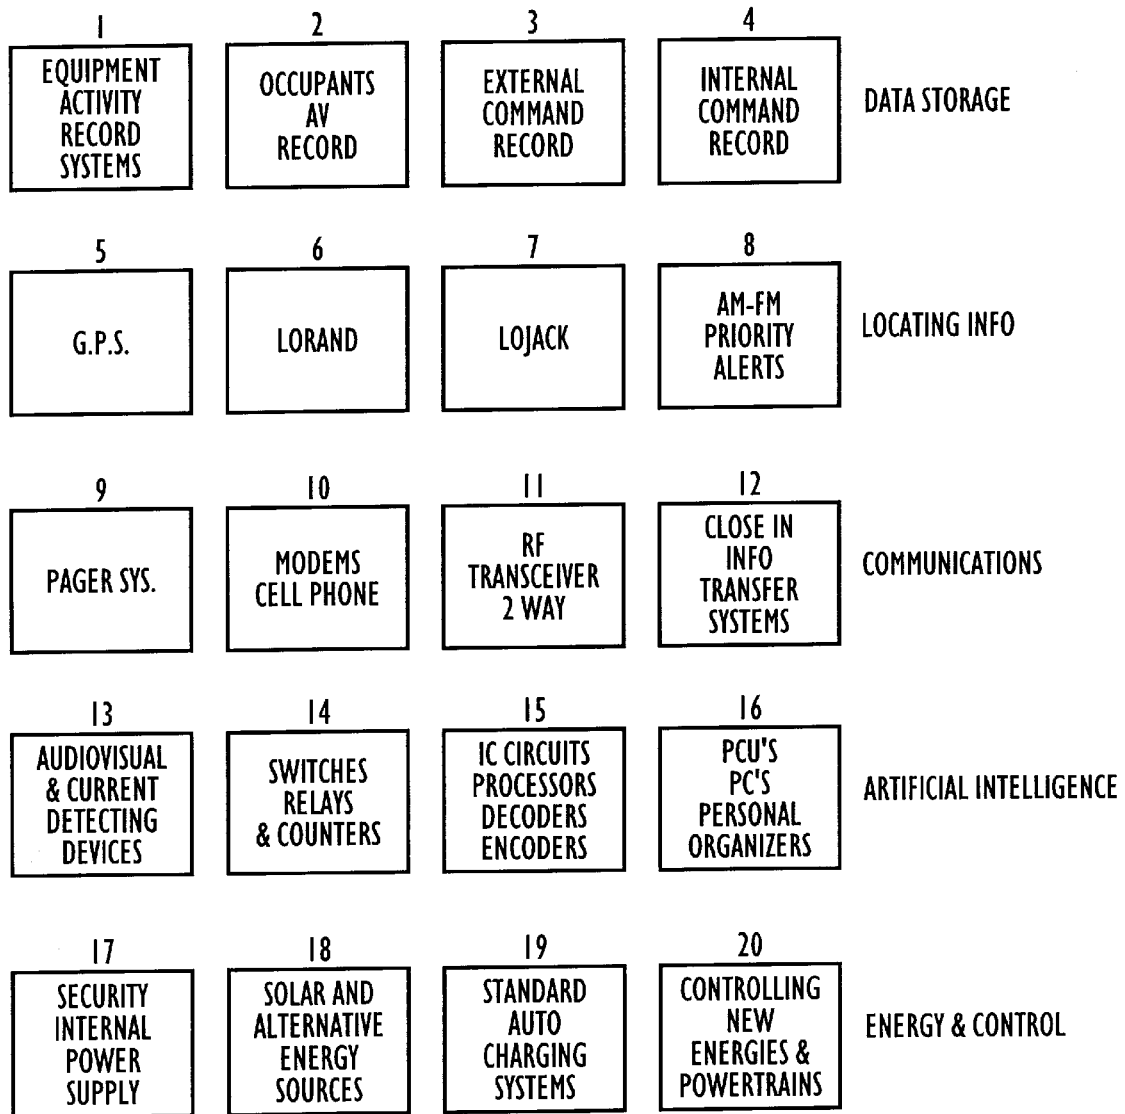 1
EQUIPMENT
ACTIVITY
RECORD
SYSTEMS
2
OCCUPANTS
AV
RECORD
3
EXTERNAL
COMMAND
RECORD
4
INTERNAL
COMMAND
RECORD
DATA STORAGE
5
G.P.S.
6
LORAND
7
LOJACK
8
AM-FM
PRIORITY
ALERTS
LOCATING INFO
9
PAGER SYS.
10
MODEMS
CELL PHONE
11
RF
TRANSCEIVER
2 WAY
12
CLOSE IN
INFO
TRANSFER
SYSTEMS
COMMUNICATIONS
13
AUDIOVISUAL
& CURRENT
DETECTING
DEVICES
14
SWITCHES
RELAYS
& COUNTERS
15
IC CIRCUITS
PROCESSORS
DECODERS
ENCODERS
16
PCU'S
PC'S
PERSONAL
ORGANIZERS
ARTIFICIAL INTELLIGENCE
17
SECURITY
INTERNAL
POWER
SUPPLY
18
SOLAR AND
ALTERNATIVE
ENERGY
SOURCES
19
STANDARD
AUTO
CHARGING
SYSTEMS
20
CONTROLLING
NEW
ENERGIES &
POWERTRAINS
ENERGY & CONTROL